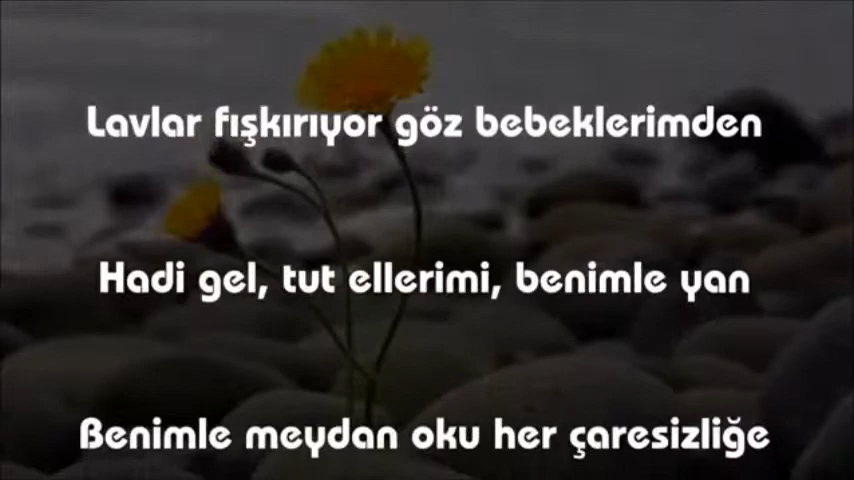 Lavlar fışkırıyor göz bebeklerimden
Hadi gel, tut ellerimi, benimle yan
Benimle meydan oku her çaresizliğe